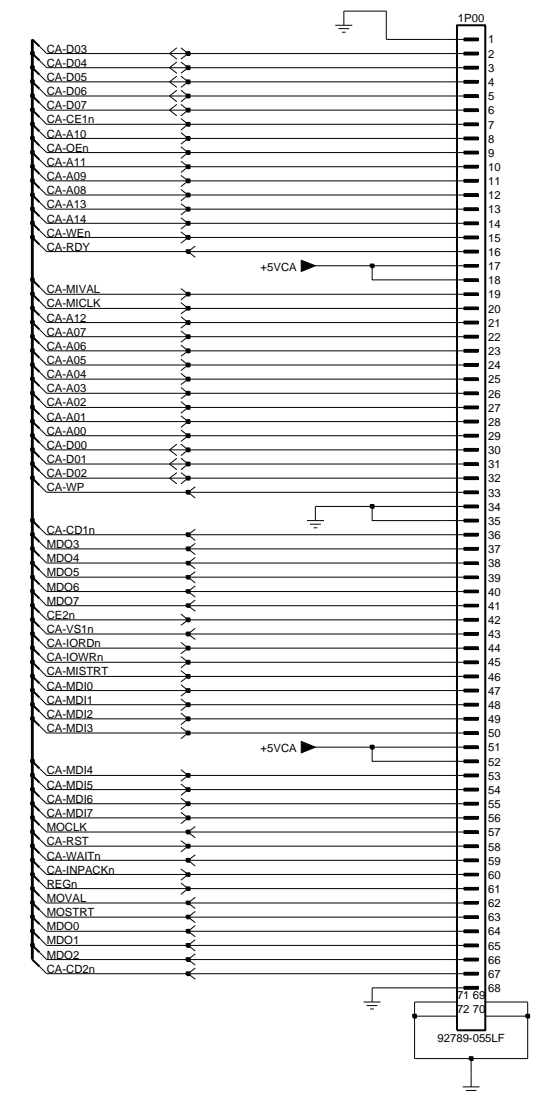 1P00
1
CA-D03 2
CA-D04 3
CA-D05 4
CA-D06 5
CA-D07 6
CA-CE1n 7
CA-A10 8
CA-OEn 9
CA-A11 10
CA-A09 11
CA-A08 12
CA-A13 13
CA-A14 14
CA-WEn 15
CA-RDY 16
+5VCA 17
18
CA-MIVAL 19
CA-MICLK 20
CA-A12 21
CA-A07 22
CA-A06 23
CA-A05 24
CA-A04 25
CA-A03 26
CA-A02 27
CA-A01 28
CA-A00 29
CA-D00 30
CA-D01 31
CA-D02 32
CA-WP 33
34
35
CA-CD1n 36
MDO3 37
MDO4 38
MDO5 39
MDO6 40
MDO7 41
CE2n 42
CA-VS1n 43
CA-IORDn 44
CA-IOWRn 45
CA-MISTRT 46
CA-MDI0 47
CA-MDI1 48
CA-MDI2 49
CA-MDI3 50
+5VCA 51
52
CA-MDI4 53
CA-MDI5 54
CA-MDI6 55
CA-MDI7 56
MOCLK 57
CA-RST 58
CA-WAITn 59
CA-INPACKn 60
REGn 61
MOVAL 62
MOSTRT 63
MDO0 64
MDO1 65
MDO2 66
CA-CD2n 67
68
71 69
72 70
92789-055LF